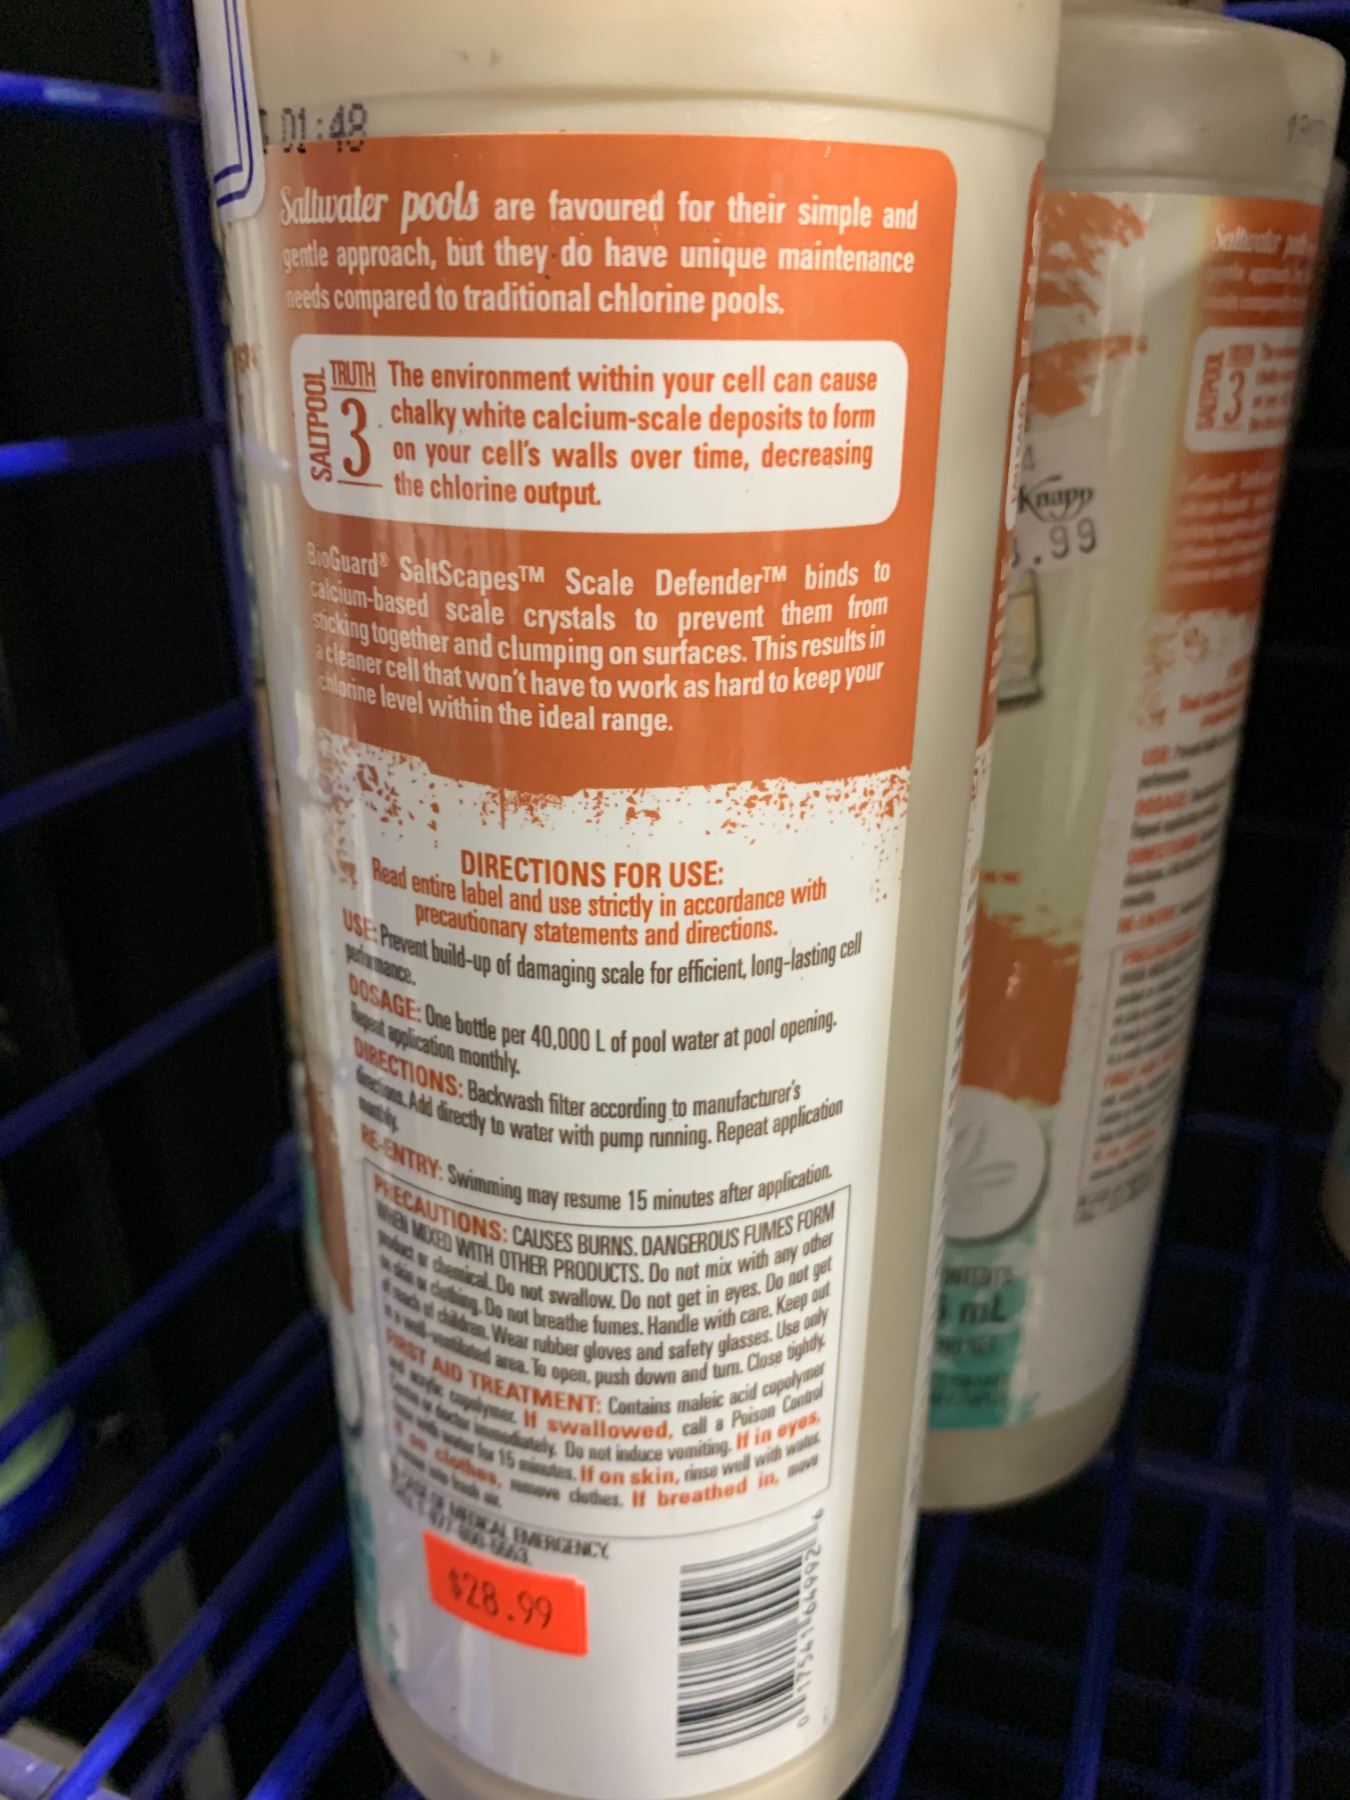 01:48
Saltwater pools are favoured for their simple and
gentle approach, but they do have unique maintenance
needs compared to traditional chlorine pools.
SALTPOOL
TRUTH
3
The environment within your cell can cause
chalky white calcium-scale deposits to form
on your cell's walls over time, decreasing
the chlorine output.
BioGuard® SaltScapes™ Scale Defender™ binds to
calcium-based scale crystals to prevent them from
sticking together and clumping on surfaces. This results in
a cleaner cell that won't have to work as hard to keep your
chlorine level within the ideal range.
DIRECTIONS FOR USE:
Read entire label and use strictly in accordance with
precautionary statements and directions.
USE: Prevent build-up of damaging scale for efficient, long-lasting cell
performance.
DOSAGE: One bottle per 40,000 L of pool water at pool opening.
Repeat application monthly.
DIRECTIONS: Backwash filter according to manufacturer's
directions. Add directly to water with pump running. Repeat application
monthly.
RE-ENTRY: Swimming may resume 15 minutes after application.
PRECAUTIONS: CAUSES BURNS. DANGEROUS FUMES FORM
WHEN MIXED WITH OTHER PRODUCTS. Do not mix with any other
product or chemical. Do not swallow. Do not get in eyes. Do not get
on skin or clothing. Do not breathe fumes. Handle with care. Keep out
of reach of children. Wear rubber gloves and safety glasses. Use only
in a well-ventilated area. To open, push down and turn. Close tightly.
FIRST AID TREATMENT: Contains maleic acid copolymer
and acrylic copolymer. If swallowed, call a Poison Control
Centre or doctor immediately. Do not induce vomiting. If in eyes,
rinse with water for 15 minutes. If on skin, rinse well with water.
If on clothes, remove clothes. If breathed in, move
person into fresh air.
IN CASE OF MEDICAL EMERGENCY,
$28.99
0 17541 64992 6
Knapp
.99
SALTPOOL
3
mL